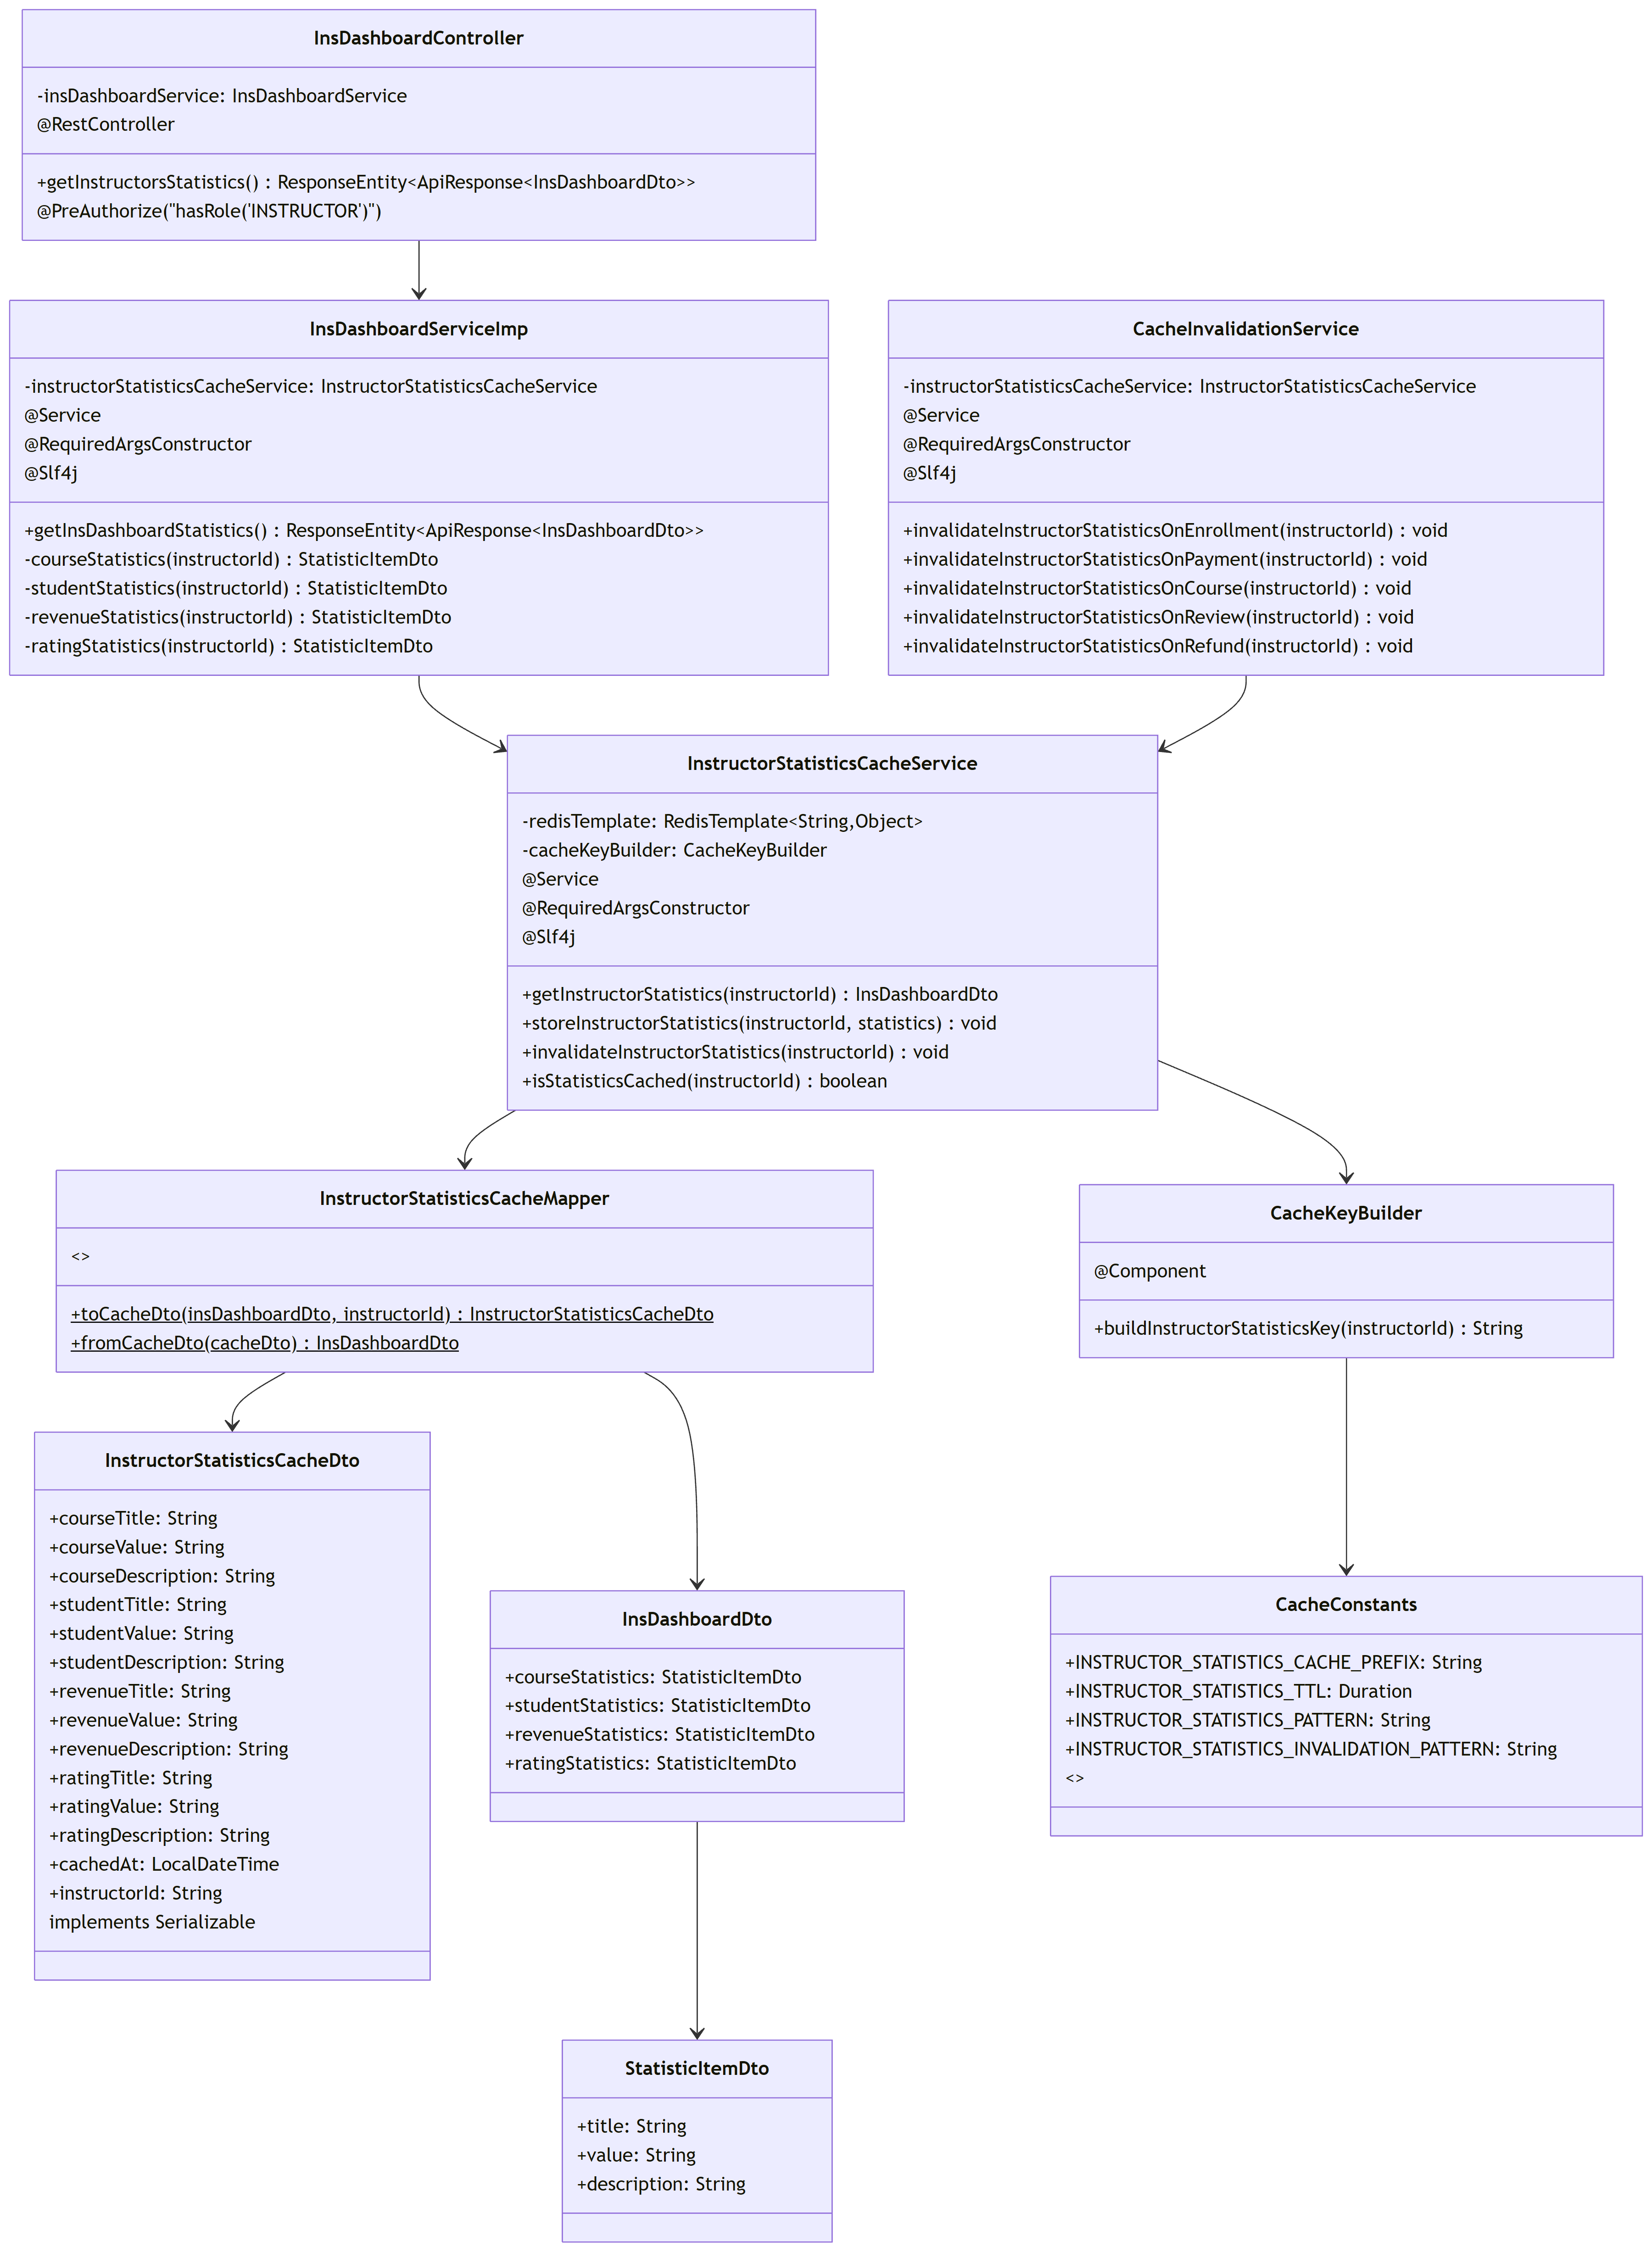 InsDashboardController
-insDashboardService: InsDashboardService
@RestController
+getInstructorsStatistics() : ResponseEntity<ApiResponse<InsDashboardDto>>
@PreAuthorize("hasRole('INSTRUCTOR')")
InsDashboardServiceImp
-instructorStatisticsCacheService: InstructorStatisticsCacheService
@Service
@RequiredArgsConstructor
@Slf4j
+getInsDashboardStatistics() : ResponseEntity<ApiResponse<InsDashboardDto>>
-courseStatistics(instructorId) : StatisticItemDto
-studentStatistics(instructorId) : StatisticItemDto
-revenueStatistics(instructorId) : StatisticItemDto
-ratingStatistics(instructorId) : StatisticItemDto
CacheInvalidationService
-instructorStatisticsCacheService: InstructorStatisticsCacheService
@Service
@RequiredArgsConstructor
@Slf4j
+invalidateInstructorStatisticsOnEnrollment(instructorId) : void
+invalidateInstructorStatisticsOnPayment(instructorId) : void
+invalidateInstructorStatisticsOnCourse(instructorId) : void
+invalidateInstructorStatisticsOnReview(instructorId) : void
+invalidateInstructorStatisticsOnRefund(instructorId) : void
InstructorStatisticsCacheService
-redisTemplate: RedisTemplate<String,Object>
-cacheKeyBuilder: CacheKeyBuilder
@Service
@RequiredArgsConstructor
@Slf4j
+getInstructorStatistics(instructorId) : InsDashboardDto
+storeInstructorStatistics(instructorId, statistics) : void
+invalidateInstructorStatistics(instructorId) : void
+isStatisticsCached(instructorId) : boolean
InstructorStatisticsCacheMapper
<>
+toCacheDto(insDashboardDto, instructorId) : InstructorStatisticsCacheDto
+fromCacheDto(cacheDto) : InsDashboardDto
CacheKeyBuilder
@Component
+buildInstructorStatisticsKey(instructorId) : String
InstructorStatisticsCacheDto
+courseTitle: String
+courseValue: String
+courseDescription: String
+studentTitle: String
+studentValue: String
+studentDescription: String
+revenueTitle: String
+revenueValue: String
+revenueDescription: String
+ratingTitle: String
+ratingValue: String
+ratingDescription: String
+cachedAt: LocalDateTime
+instructorId: String
implements Serializable
InsDashboardDto
+courseStatistics: StatisticItemDto
+studentStatistics: StatisticItemDto
+revenueStatistics: StatisticItemDto
+ratingStatistics: StatisticItemDto
CacheConstants
+INSTRUCTOR_STATISTICS_CACHE_PREFIX: String
+INSTRUCTOR_STATISTICS_TTL: Duration
+INSTRUCTOR_STATISTICS_PATTERN: String
+INSTRUCTOR_STATISTICS_INVALIDATION_PATTERN: String
<>
StatisticItemDto
+title: String
+value: String
+description: String